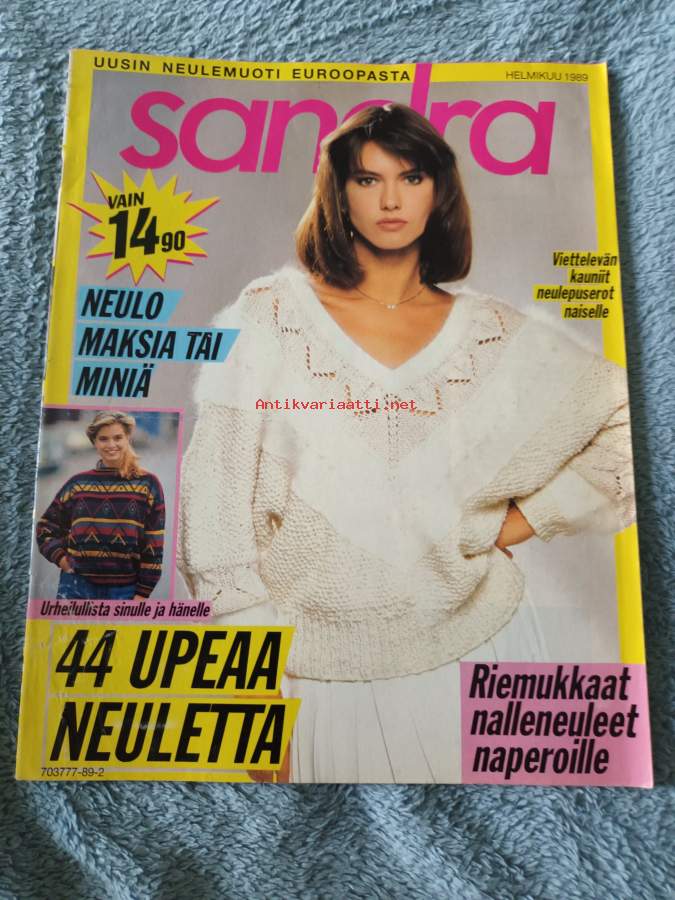 UUSIN NEULEMUOTI EUROOPASTA
HELMIKUU 1989
sandra
VAIN
14 90
NEULO
MAKSIA TAI
MINIÄ
Viettelevän
kauniit
neulepuserot
naiselle
Antikvariaatti.net
Urheilullista sinulle ja hänelle
44 UPEAA
NEULETTA
Riemukkaat
nalleneuleet
naperoille
703777-89-2